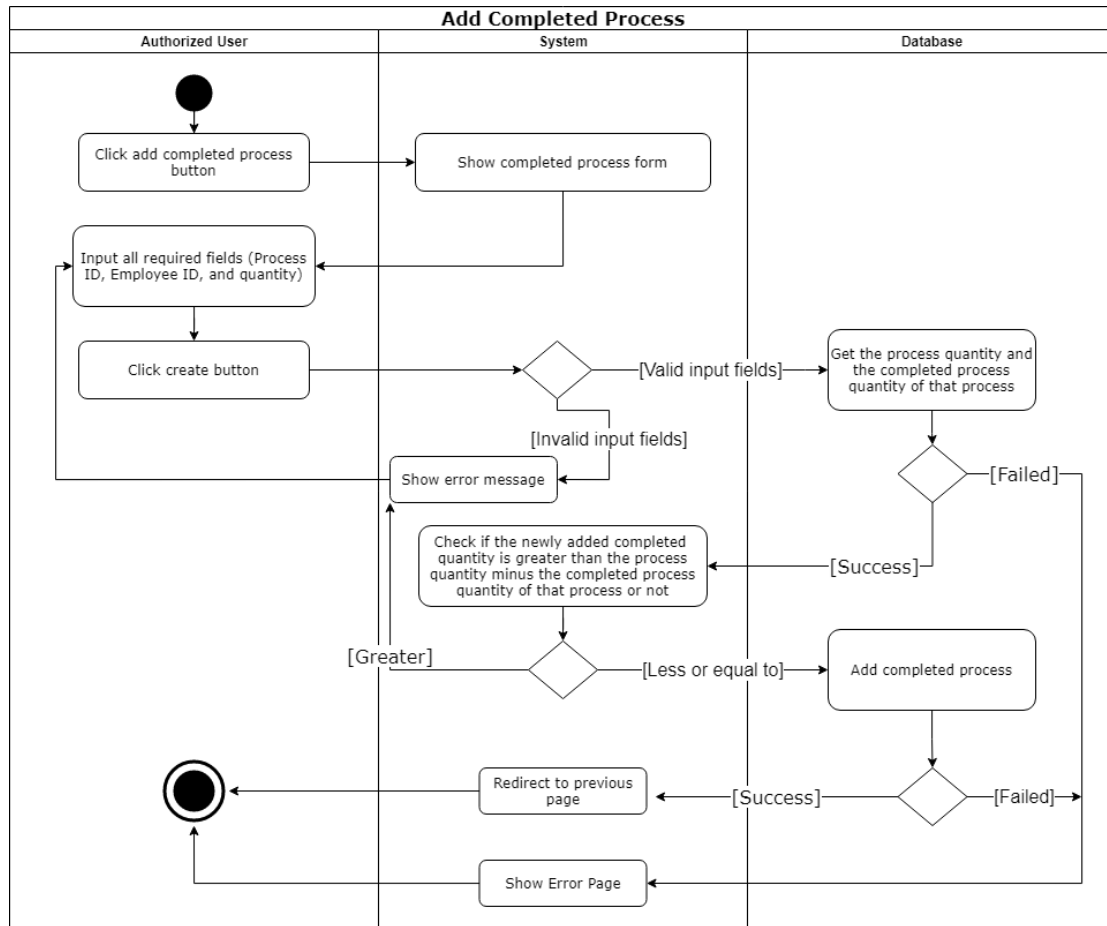 Add Completed Process
Authorized User
System
Database
Click add completed process
button
Show completed process form
Input all required fields (Process
ID, Employee ID, and quantity)
Click create button
[Valid input fields]
Get the process quantity and
the completed process
quantity of that process
[Invalid input fields]
Show error message
[Failed]
Check if the newly added completed
quantity is greater than the process
quantity minus the completed process
quantity of that process or not
[Success]
[Greater]
[Less or equal to]
Add completed process
Redirect to previous
page
[Success]
[Failed]
Show Error Page